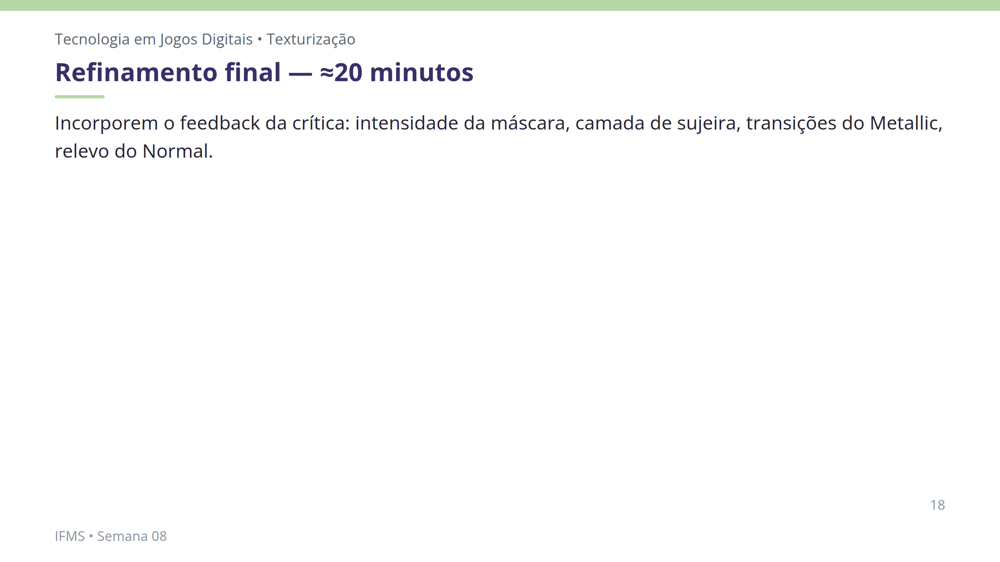 Tecnologia em Jogos Digitais • Texturização
Refinamento final — ≈20 minutos
Incorporem o feedback da crítica: intensidade da máscara, camada de sujeira, transições do Metallic,
relevo do Normal.
18
IFMS • Semana 08